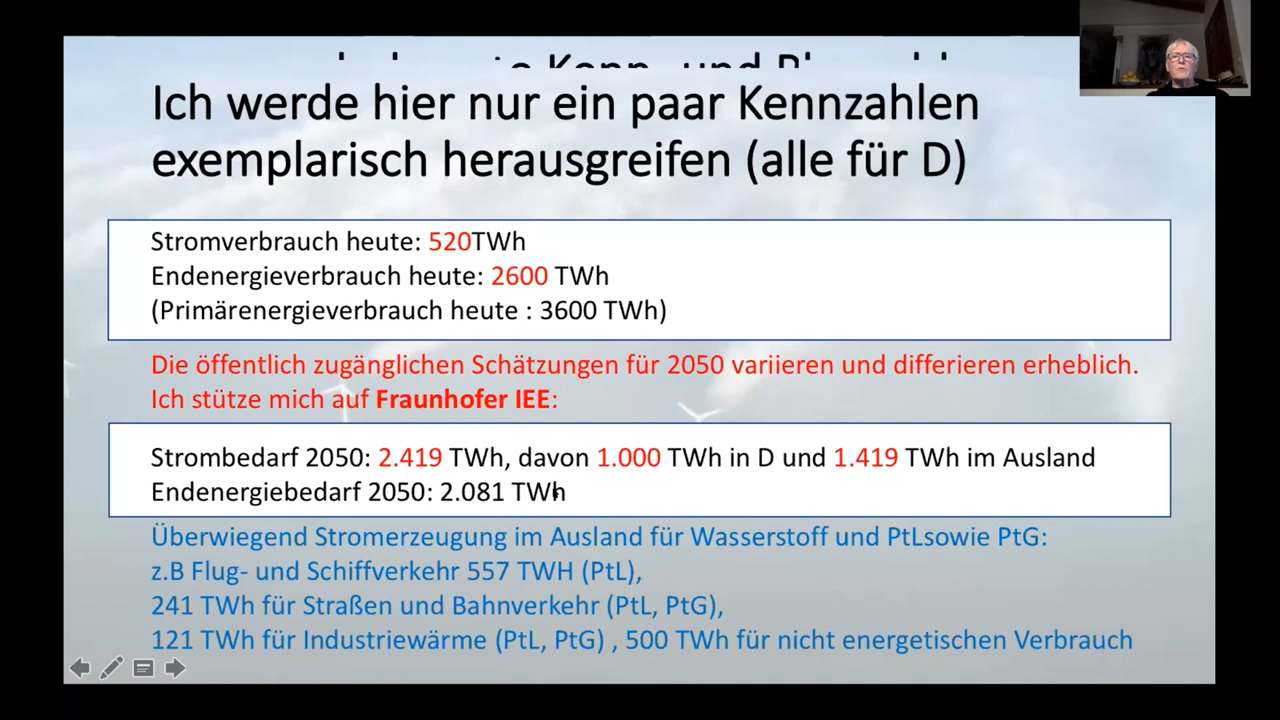 Ich werde hier nur ein paar Kennzahlen
exemplarisch herausgreifen (alle für D)
Stromverbrauch heute: 520TWh
Endenergieverbrauch heute: 2600 TWh
(Primärenergieverbrauch heute : 3600 TWh)
Die öffentlich zugänglichen Schätzungen für 2050 variieren und differieren erheblich.
Ich stütze mich auf Fraunhofer IEE:
Strombedarf 2050: 2.419 TWh, davon 1.000 TWh in D und 1.419 TWh im Ausland
Endenergiebedarf 2050: 2.081 TWh
Überwiegend Stromerzeugung im Ausland für Wasserstoff und PtLsowie PtG:
z.B Flug- und Schiffverkehr 557 TWH (PtL),
241 TWh für Straßen und Bahnverkehr (PtL, PtG),
121 TWh für Industriewärme (PtL, PtG) , 500 TWh für nicht energetischen Verbrauch